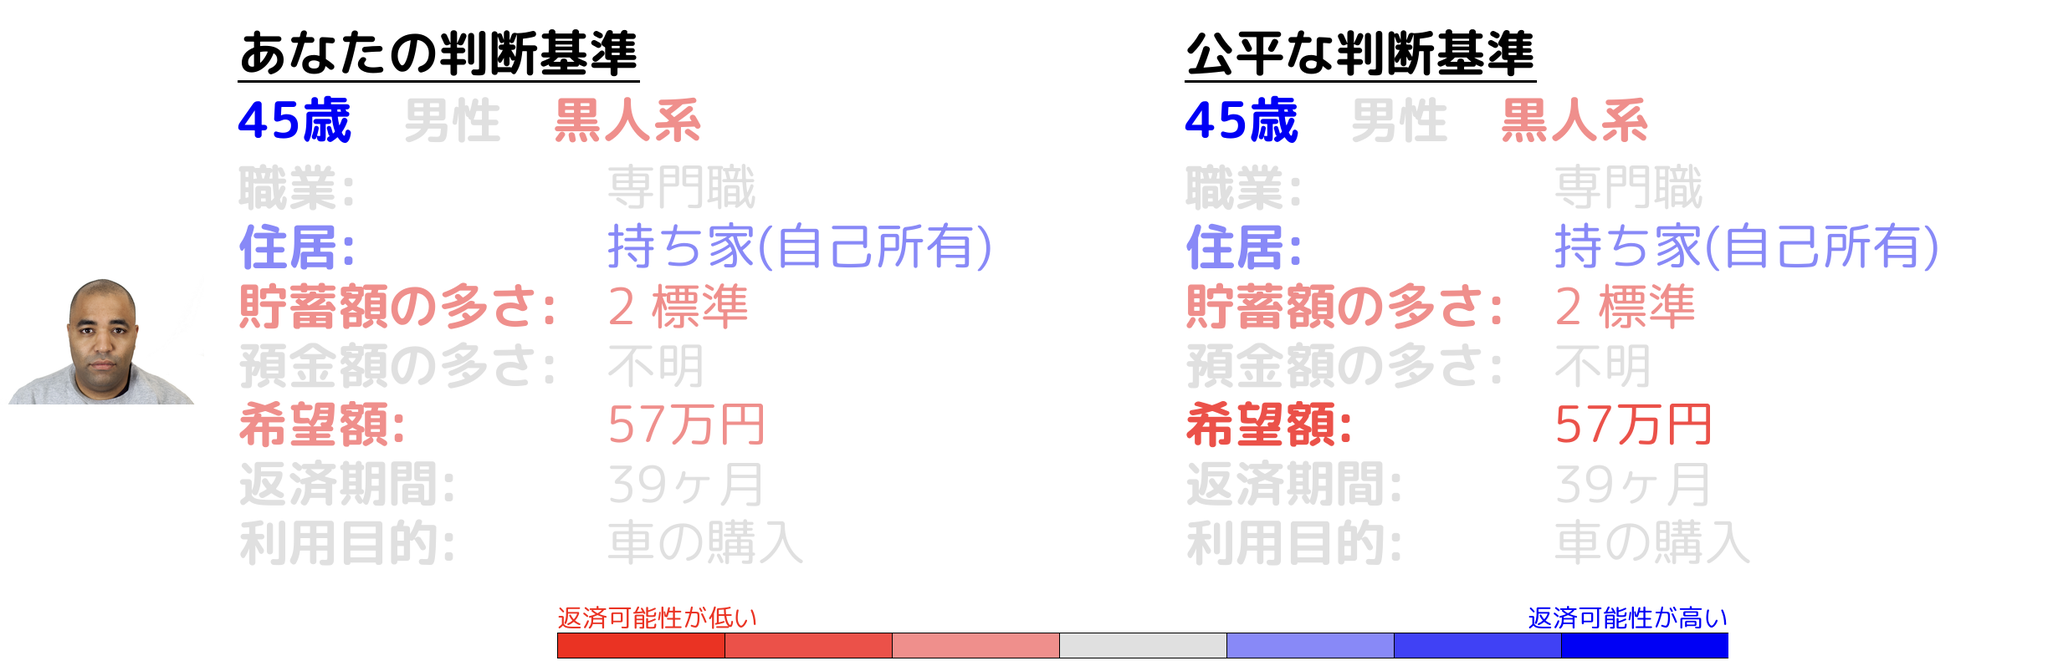 あなたの判断基準
45歳 男性 黒人系
職業: 専門職
住居: 持ち家(自己所有)
貯蓄額の多さ: 2 標準
預金額の多さ: 不明
希望額: 57万円
返済期間: 39ヶ月
利用目的: 車の購入
公平な判断基準
45歳 男性 黒人系
職業: 専門職
住居: 持ち家(自己所有)
貯蓄額の多さ: 2 標準
預金額の多さ: 不明
希望額: 57万円
返済期間: 39ヶ月
利用目的: 車の購入
返済可能性が低い
返済可能性が高い